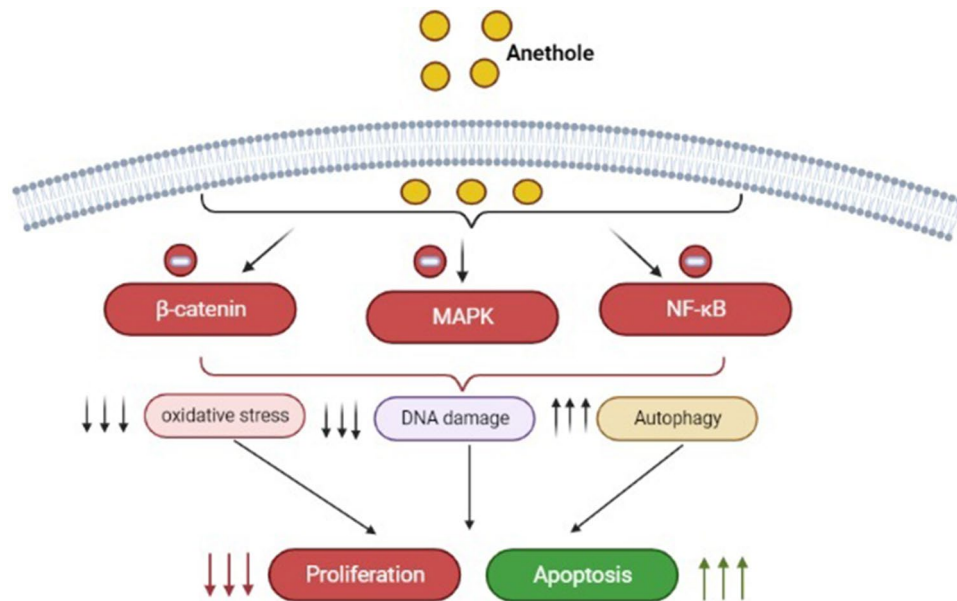 Anethole
β-catenin
MAPK
NF-κB
oxidative stress
DNA damage
Autophagy
Proliferation
Apoptosis